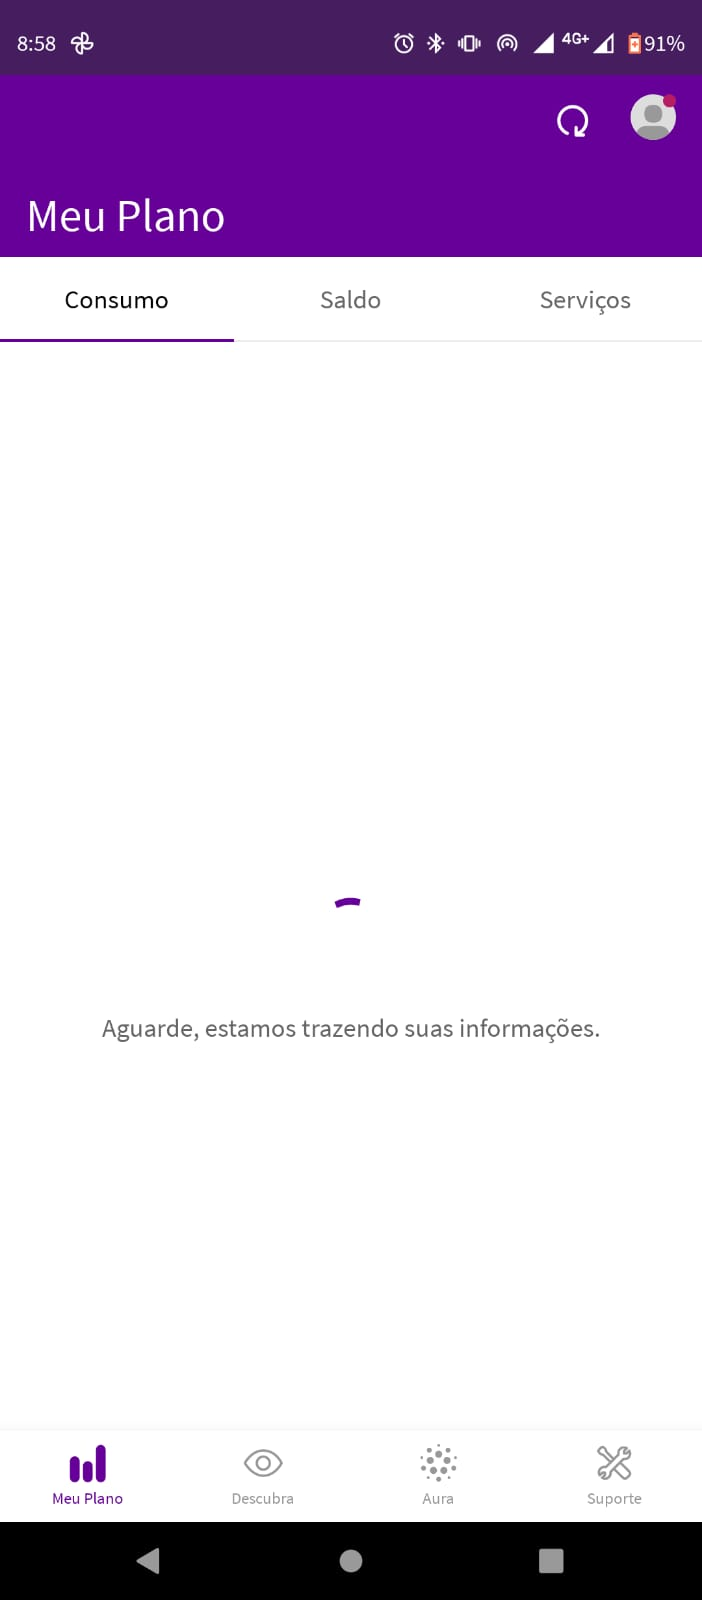 8:58
4G+
91%
Meu Plano
Consumo Saldo Serviços
Aguarde, estamos trazendo suas informações.
Meu Plano Descubra Aura Suporte